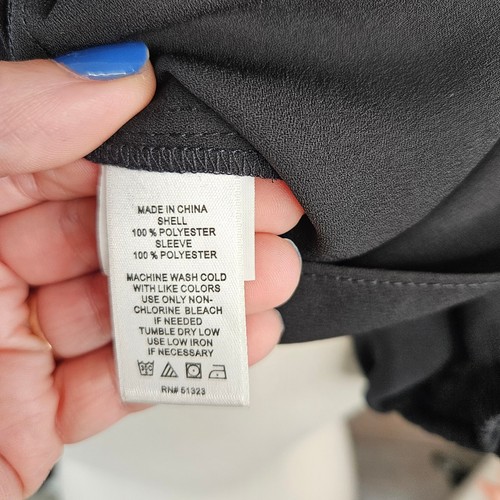 MADE IN CHINA
SHELL
100 % POLYESTER
SLEEVE
100 % POLYESTER
MACHINE WASH COLD
WITH LIKE COLORS
USE ONLY NON-
CHLORINE BLEACH
IF NEEDED
TUMBLE DRY LOW
USE LOW IRON
IF NECESSARY
RN# 51323